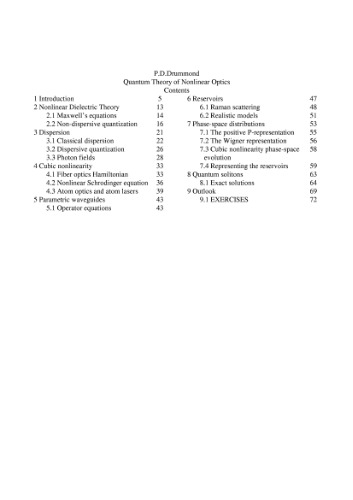 P.D.Drummond
Quantum Theory of Nonlinear Optics
Contents
1 Introduction 5
2 Nonlinear Dielectric Theory 13
2.1 Maxwell's equations 14
2.2 Non-dispersive quantization 16
3 Dispersion 21
3.1 Classical dispersion 22
3.2 Dispersive quantization 26
3.3 Photon fields 28
4 Cubic nonlinearity 33
4.1 Fiber optics Hamiltonian 33
4.2 Nonlinear Schrodinger equation 36
4.3 Atom optics and atom lasers 39
5 Parametric waveguides 43
5.1 Operator equations 43
6 Reservoirs 47
6.1 Raman scattering 48
6.2 Realistic models 51
7 Phase-space distributions 53
7.1 The positive P-representation 55
7.2 The Wigner representation 56
7.3 Cubic nonlinearity phase-space 58
evolution
7.4 Representing the reservoirs 59
8 Quantum solitons 63
8.1 Exact solutions 64
9 Outlook 69
9.1 EXERCISES 72